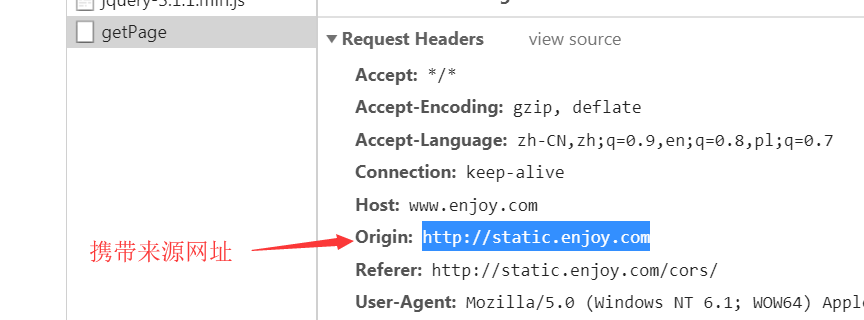 jquery-3.1.1.min.js
getPage
Request Headers view source
Accept: */*
Accept-Encoding: gzip, deflate
Accept-Language: zh-CN,zh;q=0.9,en;q=0.8,pl;q=0.7
Connection: keep-alive
Host: www.enjoy.com
携带来源网址
Origin: http://static.enjoy.com
Referer: http://static.enjoy.com/cors/
User-Agent: Mozilla/5.0 (Windows NT 6.1; WOW64) Appl